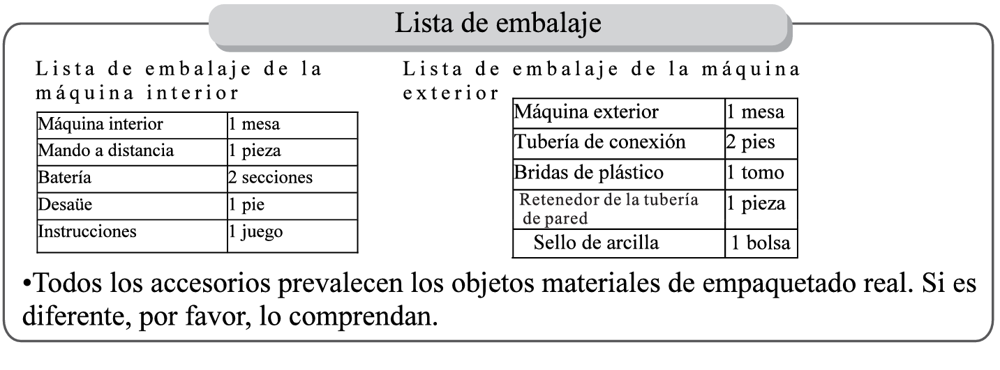 Lista de embalaje
Lista de embalaje de la
máquina interior
Máquina interior 1 mesa
Mando a distancia 1 pieza
Batería 2 secciones
Desaüe 1 pie
Instrucciones 1 juego
Lista de embalaje de la máquina
exterior
Máquina exterior 1 mesa
Tubería de conexión 2 pies
Bridas de plástico 1 tomo
Retenedor de la tubería 1 pieza
de pared
Sello de arcilla 1 bolsa
•Todos los accesorios prevalecen los objetos materiales de empaquetado real. Si es
diferente, por favor, lo comprendan.